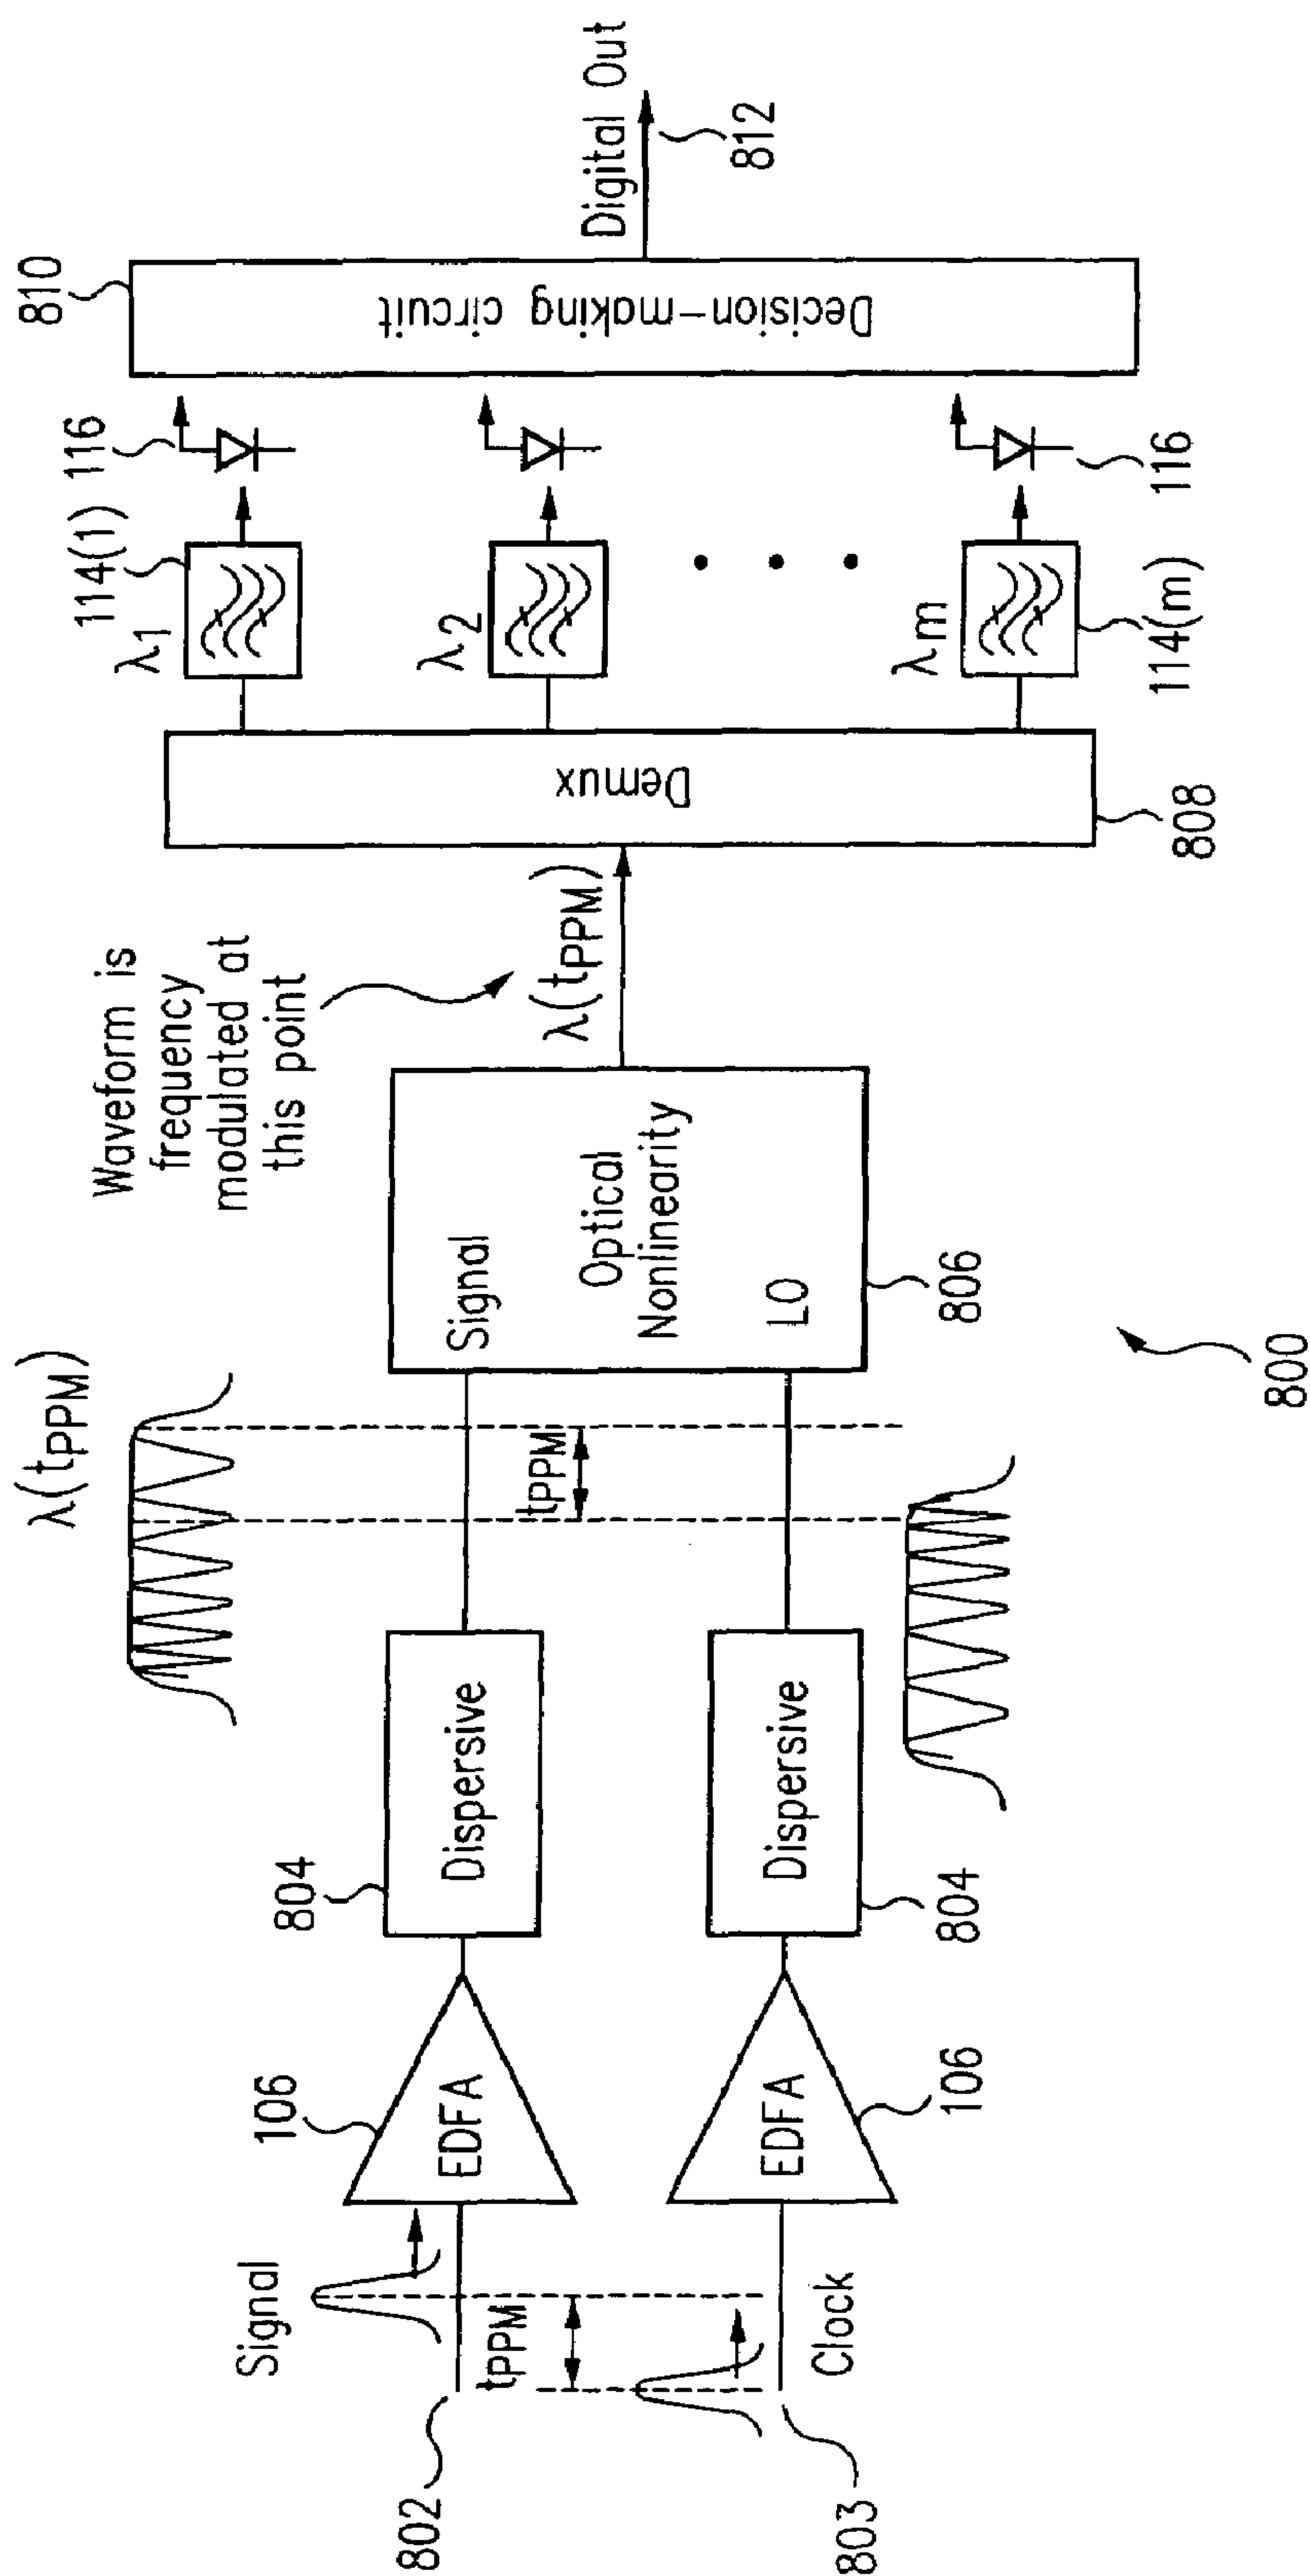 Signal
tPPM
802
Clock
803
106
EDFA
EDFA
106
804
Dispersive
Dispersive
804
λ(tPPM)
tPPM
Signal
Optical
Nonlinearity
LO
806
Waveform is
frequency
modulated at
this point
λ(tPPM)
Demux
808
λ1
114(1)
116
λ2
λm
114(m)
116
810
Decision-making circuit
Digital Out
812
800